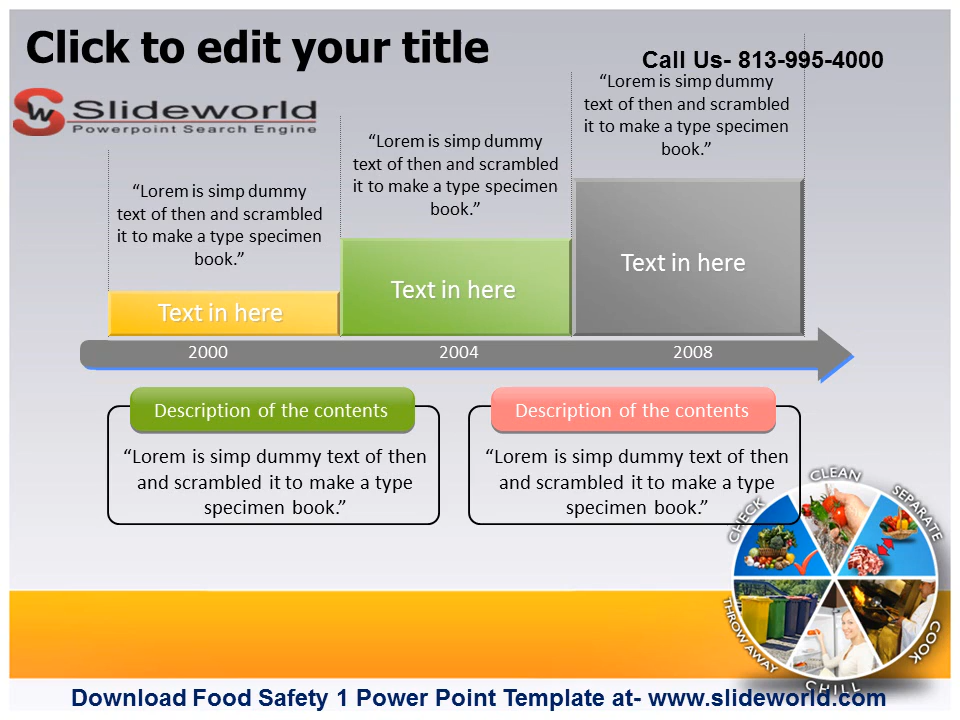 Click to edit your title
Call Us- 813-995-4000
Sw Slideworld
Powerpoint Search Engine
“Lorem is simp dummy
text of then and scrambled
it to make a type specimen
book.”
“Lorem is simp dummy
text of then and scrambled
it to make a type specimen
book.”
“Lorem is simp dummy
text of then and scrambled
it to make a type specimen
book.”
Text in here
Text in here
Text in here
2000
2004
2008
Description of the contents
“Lorem is simp dummy text of then
and scrambled it to make a type
specimen book.”
Description of the contents
“Lorem is simp dummy text of then
and scrambled it to make a type
specimen book.”
CHECK
CLEAN
SEPARATE
COOK
CHILL
THROW AWAY
Download Food Safety 1 Power Point Template at- www.slideworld.com